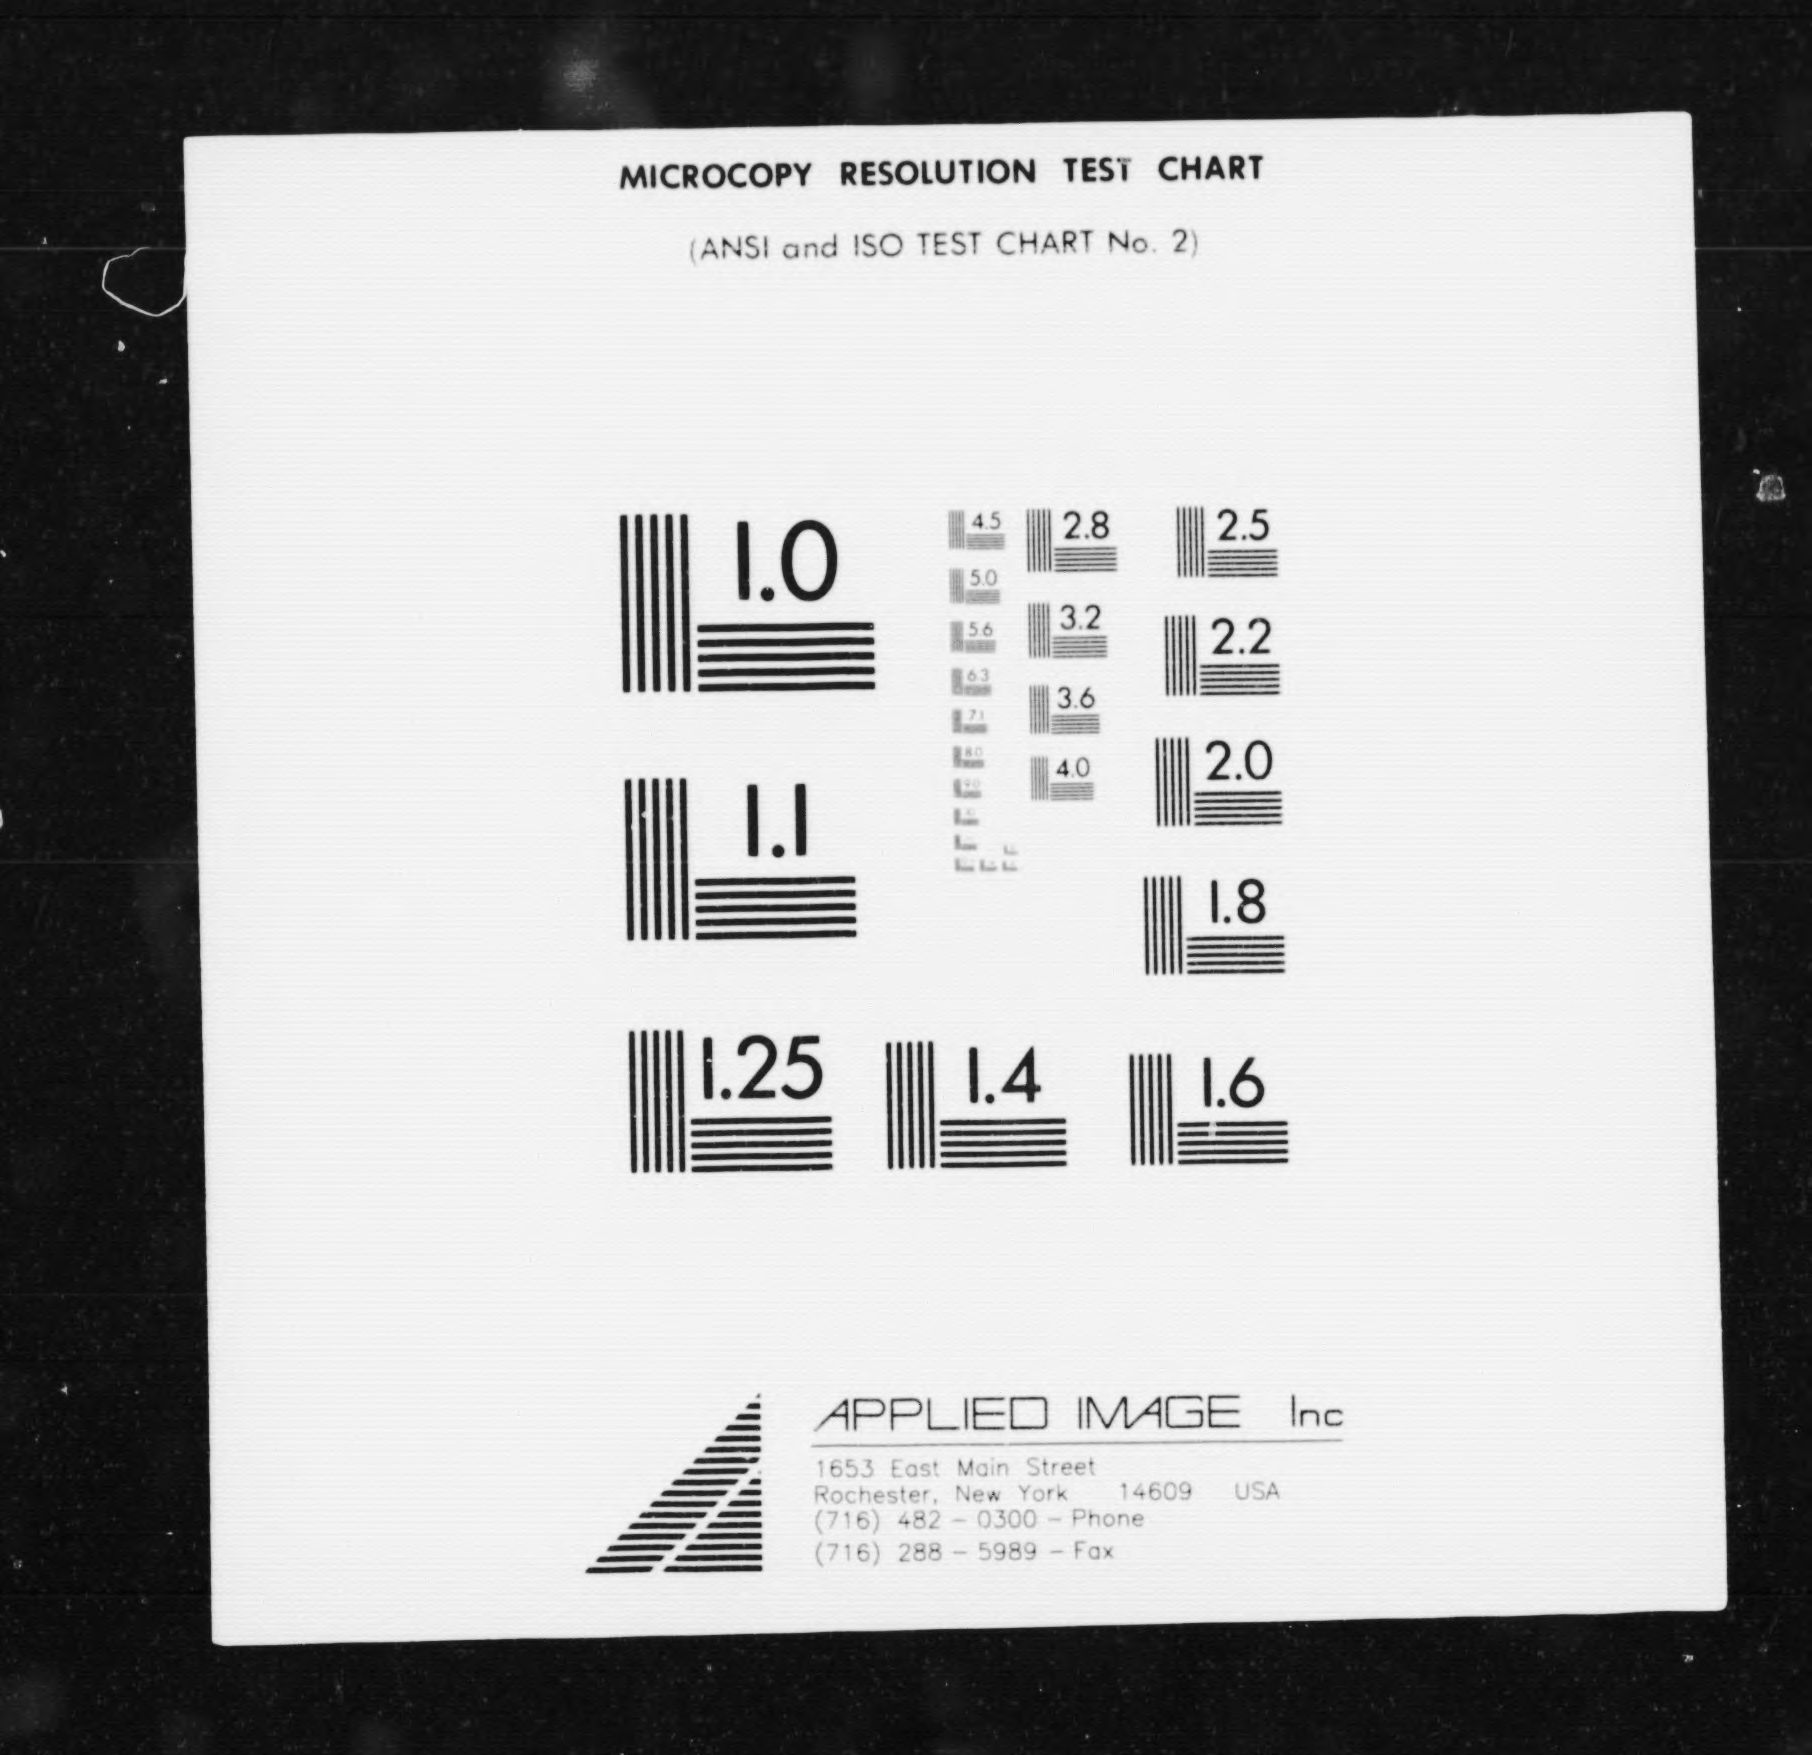 MICROCOPY RESOLUTION TEST CHART
(ANSI and ISO TEST CHART No. 2)
1.0
4.5
2.8
2.5
5.0
3.2
2.2
5.6
6.3
3.6
7.1
2.0
8.0
4.0
9.0
1.1
1.8
1.25
1.4
1.6
APPLIED IMAGE Inc
1653 East Main Street
Rochester, New York 14609 USA
(716) 482 – 0300 – Phone
(716) 288 – 5989 – Fax